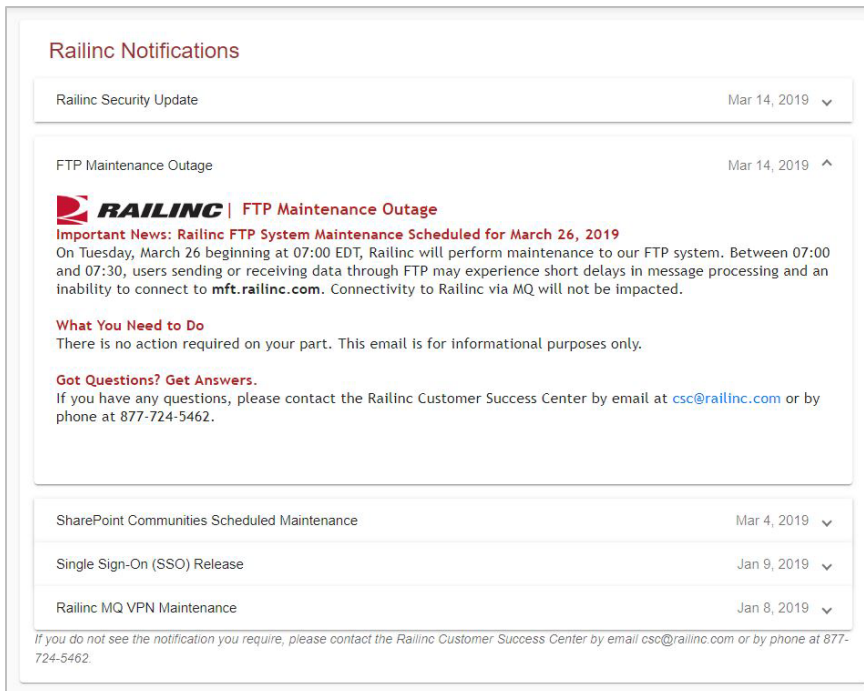 Railinc Notifications
Railinc Security Update Mar 14, 2019
FTP Maintenance Outage Mar 14, 2019
RAILINC | FTP Maintenance Outage
Important News: Railinc FTP System Maintenance Scheduled for March 26, 2019
On Tuesday, March 26 beginning at 07:00 EDT, Railinc will perform maintenance to our FTP system. Between 07:00
and 07:30, users sending or receiving data through FTP may experience short delays in message processing and an
inability to connect to mft.railinc.com. Connectivity to Railinc via MQ will not be impacted.
What You Need to Do
There is no action required on your part. This email is for informational purposes only.
Got Questions? Get Answers.
If you have any questions, please contact the Railinc Customer Success Center by email at csc@railinc.com or by
phone at 877-724-5462.
SharePoint Communities Scheduled Maintenance Mar 4, 2019
Single Sign-On (SSO) Release Jan 9, 2019
Railinc MQ VPN Maintenance Jan 8, 2019
If you do not see the notification you require, please contact the Railinc Customer Success Center by email csc@railinc.com or by phone at 877-
724-5462.